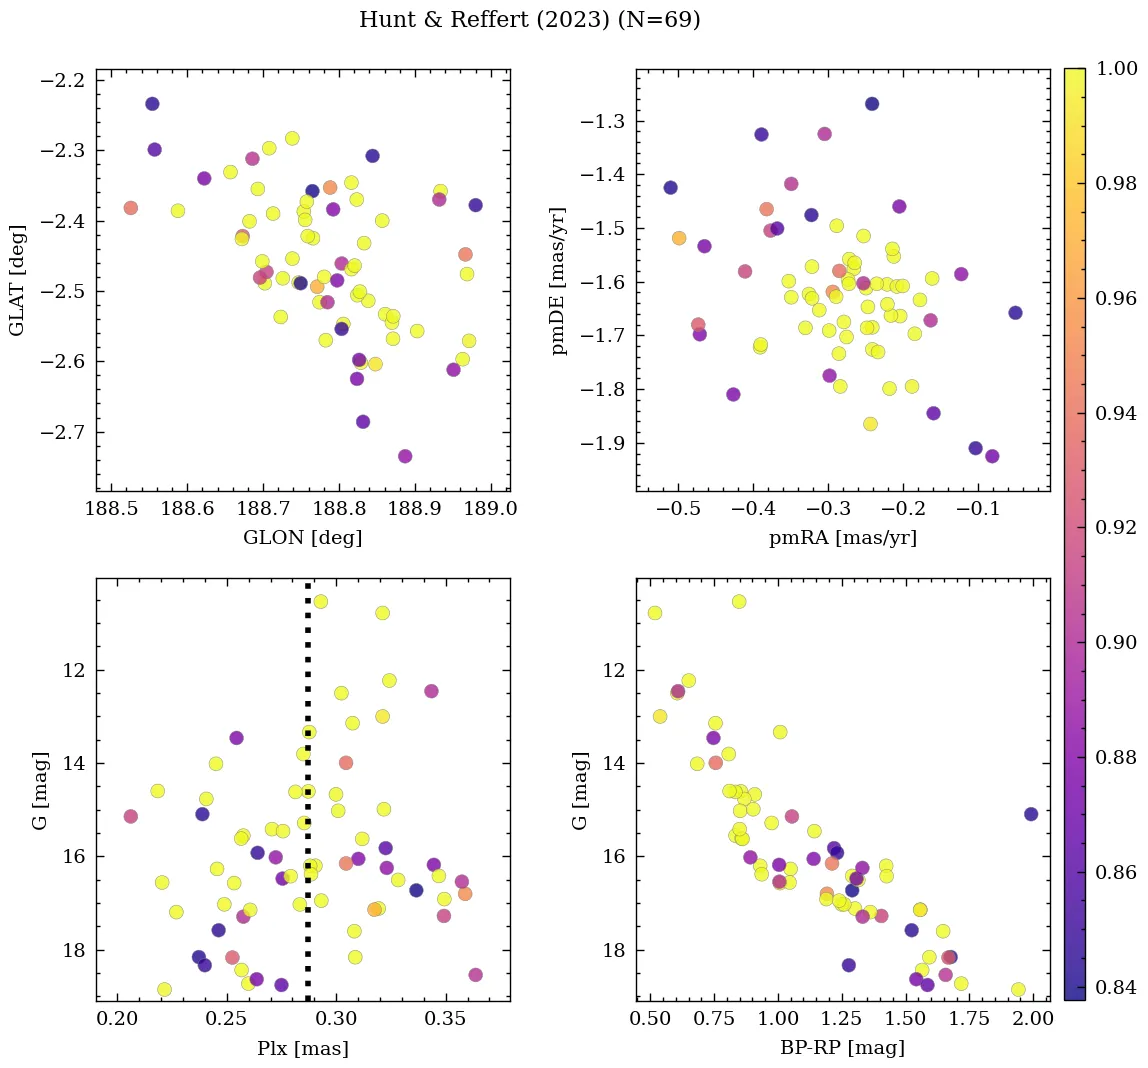 Hunt & Reffert (2023) (N=69)
−2.2
−2.3
−2.4
−2.5
−2.6
−2.7
GLAT [deg]
188.5 188.6 188.7 188.8 188.9 189.0
GLON [deg]
−1.3
−1.4
−1.5
−1.6
−1.7
−1.8
−1.9
pmDE [mas/yr]
−0.5 −0.4 −0.3 −0.2 −0.1
pmRA [mas/yr]
12
14
16
18
G [mag]
0.20 0.25 0.30 0.35
Plx [mas]
12
14
16
18
G [mag]
0.50 0.75 1.00 1.25 1.50 1.75 2.00
BP-RP [mag]
1.00
0.98
0.96
0.94
0.92
0.90
0.88
0.86
0.84